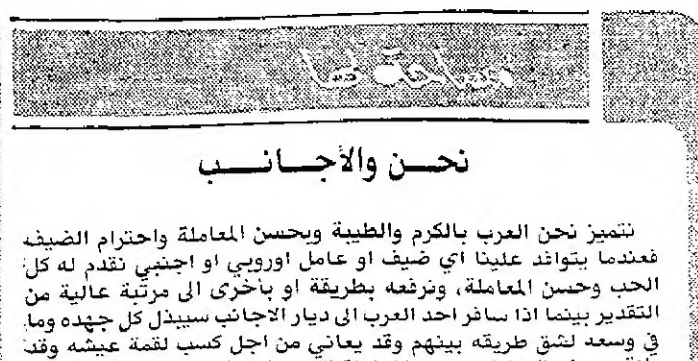 مساحة لها
نحن والأجانب
نتميز نحن العرب بالكرم والطيبة وبحسن المعاملة واحترام الضيف
فعندما يتوافد علينا اي ضيف او عامل اوروبي او اجنبي نقدم له كل
الحب وحسن المعاملة، ونرفعه بطريقة او بأخرى الى مرتبة عالية من
التقدير بينما اذا سافر احد العرب الى ديار الاجانب سيبذل كل جهده وما
في وسعه لشق طريقه بينهم وقد يعاني من اجل كسب لقمة عيشه وقد